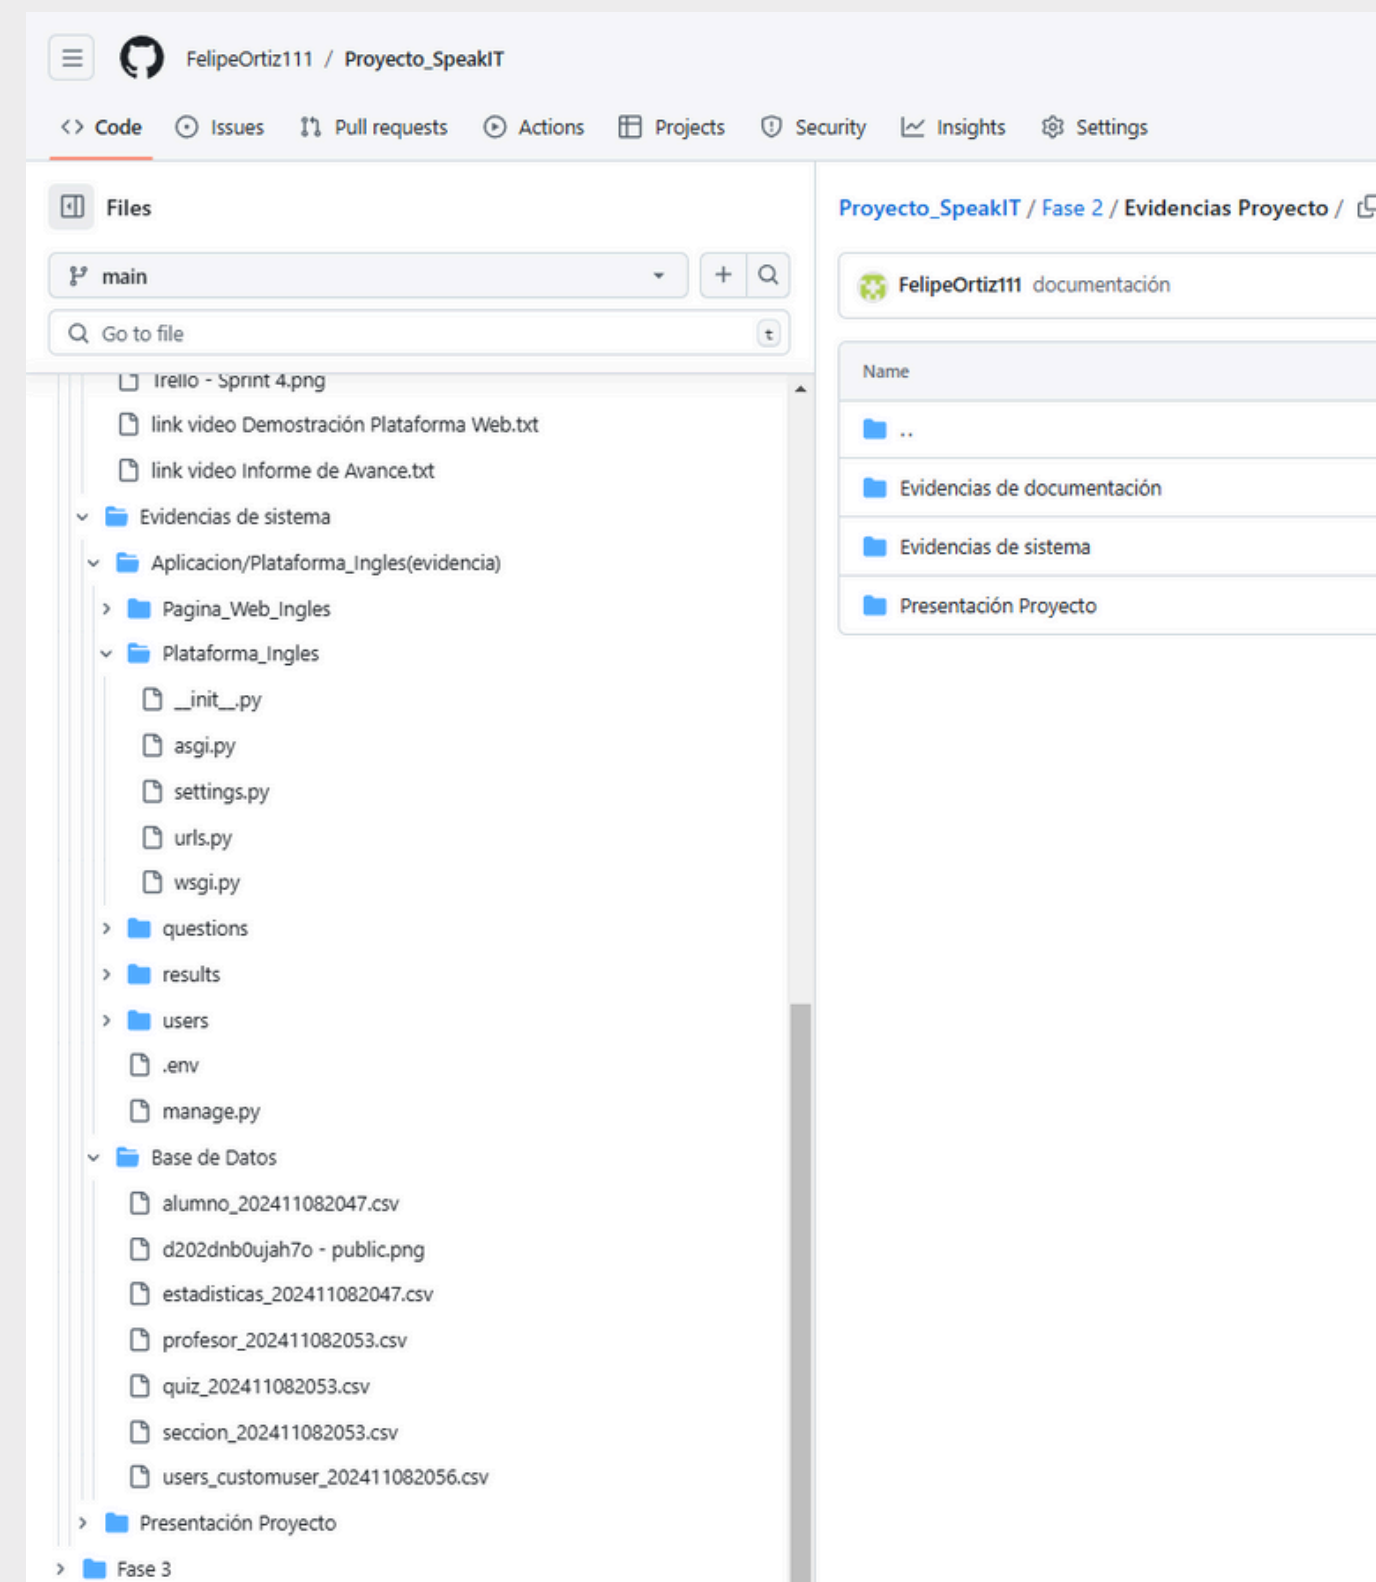 FelipeOrtiz111 / Proyecto_SpeakIT
Code Issues Pull requests Actions Projects Security Insights Settings
Files
main
Go to file t
Trello - Sprint 4.png
link video Demostración Plataforma Web.txt
link video Informe de Avance.txt
Evidencias de sistema
Aplicacion/Plataforma_Ingles(evidencia)
Pagina_Web_Ingles
Plataforma_Ingles
__init__.py
asgi.py
settings.py
urls.py
wsgi.py
questions
results
users
.env
manage.py
Base de Datos
alumno_202411082047.csv
d202dnb0ujah7o - public.png
estadisticas_202411082047.csv
profesor_202411082053.csv
quiz_202411082053.csv
seccion_202411082053.csv
users_customuser_202411082056.csv
Presentación Proyecto
Fase 3
Proyecto_SpeakIT / Fase 2 / Evidencias Proyecto /
FelipeOrtiz111 documentación
Name
..
Evidencias de documentación
Evidencias de sistema
Presentación Proyecto